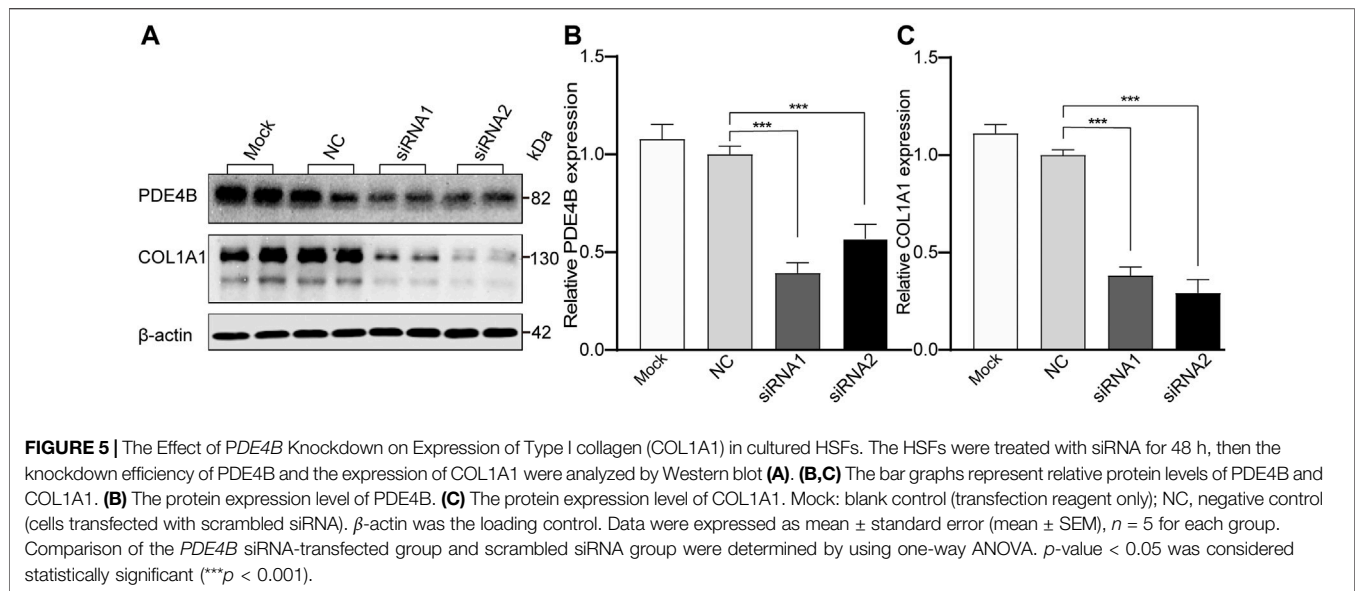 A
Mock
NC
siRNA1
siRNA2
kDa
PDE4B
82
COL1A1
130
β-actin
42
B
Relative PDE4B expression
1.5
1.0
0.5
0.0
***
***
Mock
NC
siRNA1
siRNA2
C
Relative COL1A1 expression
1.5
1.0
0.5
0.0
***
***
Mock
NC
siRNA1
siRNA2
FIGURE 5 | The Effect of PDE4B Knockdown on Expression of Type I collagen (COL1A1) in cultured HSFs. The HSFs were treated with siRNA for 48 h, then the
knockdown efficiency of PDE4B and the expression of COL1A1 were analyzed by Western blot (A). (B,C) The bar graphs represent relative protein levels of PDE4B and
COL1A1. (B) The protein expression level of PDE4B. (C) The protein expression level of COL1A1. Mock: blank control (transfection reagent only); NC, negative control
(cells transfected with scrambled siRNA). β-actin was the loading control. Data were expressed as mean ± standard error (mean ± SEM), n = 5 for each group.
Comparison of the PDE4B siRNA-transfected group and scrambled siRNA group were determined by using one-way ANOVA. p-value < 0.05 was considered
statistically significant (***p < 0.001).